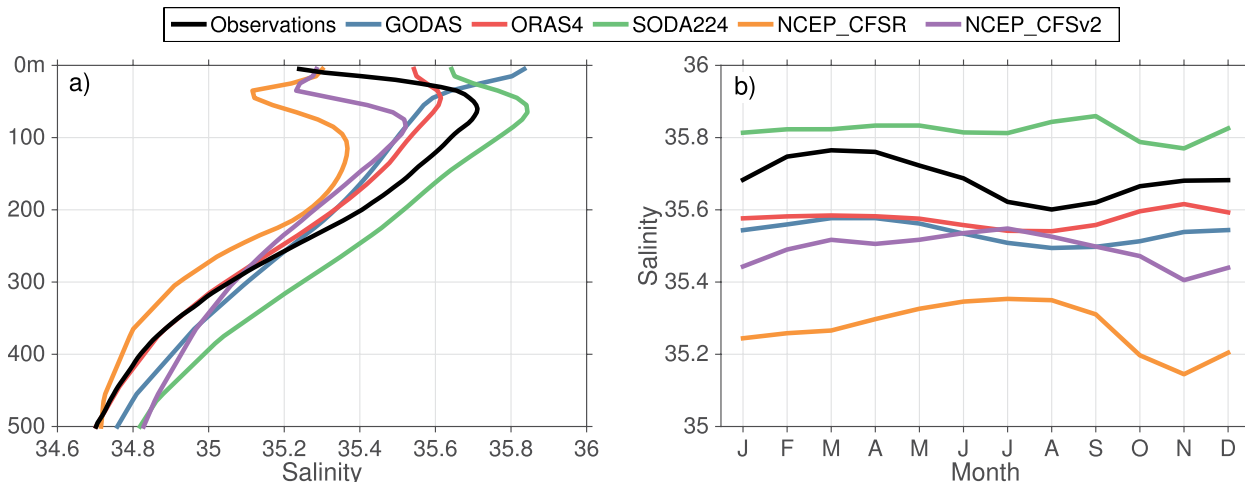 Observations GODAS ORAS4 SODA224 NCEP_CFSR NCEP_CFSv2
a)
0m
100
200
300
400
500
34.6 34.8 35 35.2 35.4 35.6 35.8 36
Salinity
b)
36
35.8
35.6
35.4
35.2
35
Salinity
J F M A M J J A S O N D
Month